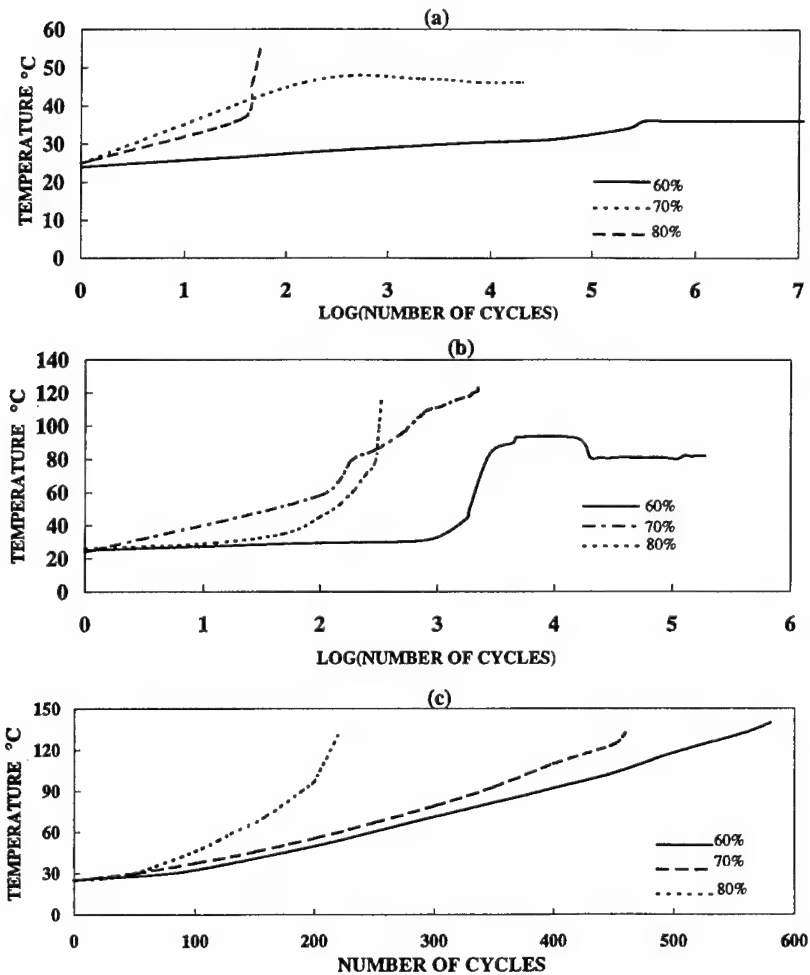 (a)
TEMPERATURE °C
60
50
40
30
20
10
0
60%
70%
80%
0 1 2 3 4 5 6 7
LOG(NUMBER OF CYCLES)
(b)
TEMPERATURE °C
140
120
100
80
60
40
20
0
60%
70%
80%
0 1 2 3 4 5 6
LOG(NUMBER OF CYCLES)
(c)
TEMPERATURE °C
150
120
90
60
30
0
60%
70%
80%
0 100 200 300 400 500 600
NUMBER OF CYCLES